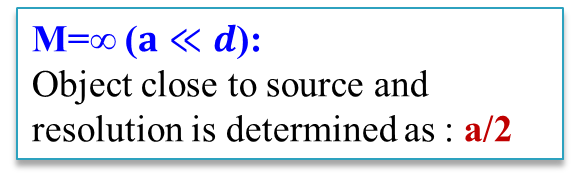 M=∞ (a ≪ d):
Object close to source and
resolution is determined as : a/2